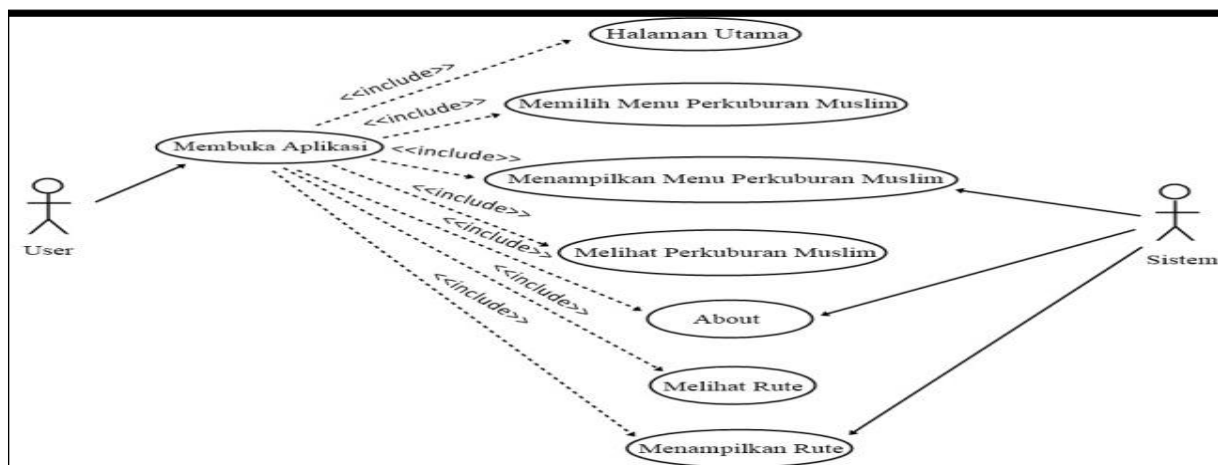 Halaman Utama
<<include>>
Memilih Menu Perkuburan Muslim
<<include>>
Membuka Aplikasi
<<include>>
Menampilkan Menu Perkuburan Muslim
<<include>>
User
Sistem
<<include>>
Melihat Perkuburan Muslim
<<include>>
<<include>>
About
Melihat Rute
Menampilkan Rute